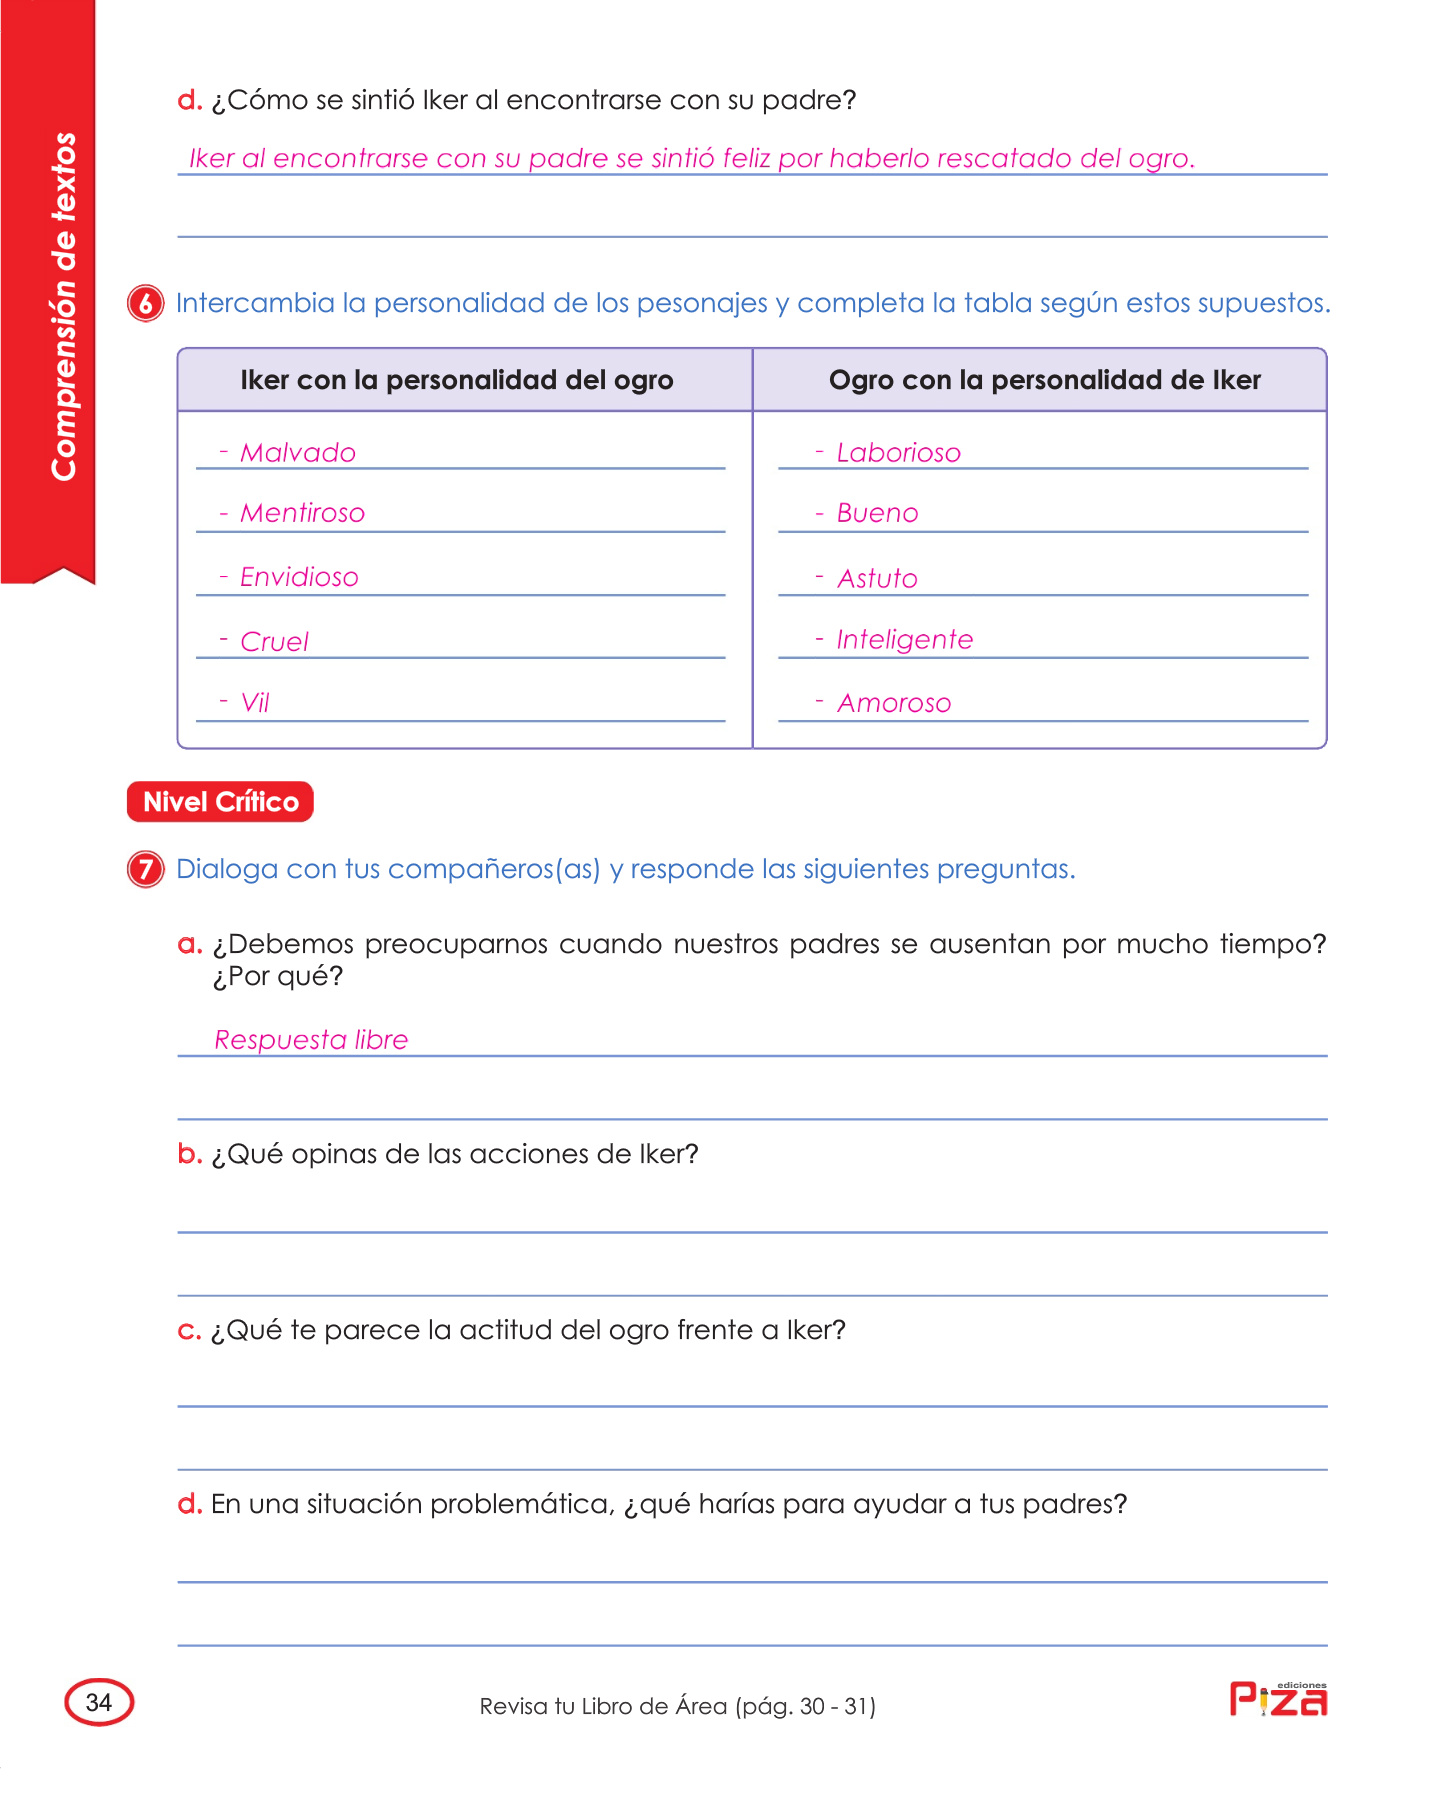 Comprensión de textos
d. ¿Cómo se sintió Iker al encontrarse con su padre?
Iker al encontrarse con su padre se sintió feliz por haberlo rescatado del ogro.
6 Intercambia la personalidad de los pesonajes y completa la tabla según estos supuestos.
Iker con la personalidad del ogro
- Malvado
- Mentiroso
- Envidioso
- Cruel
- Vil
Ogro con la personalidad de Iker
- Laborioso
- Bueno
- Astuto
- Inteligente
- Amoroso
Nivel Crítico
7 Dialoga con tus compañeros(as) y responde las siguientes preguntas.
a. ¿Debemos preocuparnos cuando nuestros padres se ausentan por mucho tiempo?
¿Por qué?
Respuesta libre
b. ¿Qué opinas de las acciones de Iker?
c. ¿Qué te parece la actitud del ogro frente a Iker?
d. En una situación problemática, ¿qué harías para ayudar a tus padres?
34
Revisa tu Libro de Área (pág. 30 - 31)
ediciones
Piza